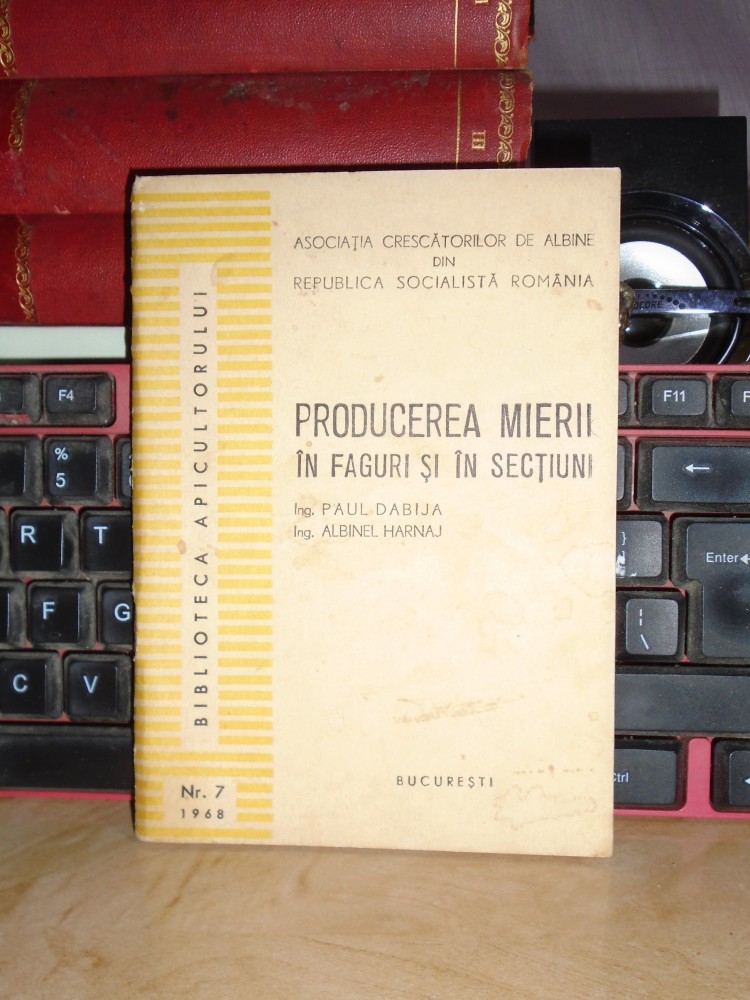 ASOCIAȚIA CRESCĂTORILOR DE ALBINE
DIN
REPUBLICA SOCIALISTĂ ROMÂNIA
PRODUCEREA MIERII
ÎN FAGURI ȘI ÎN SECȚIUNI
Ing. PAUL DABIJA
Ing. ALBINEL HARNAJ
BUCUREȘTI
BIBLIOTECA APICULTORULUI
Nr. 7
1968
III
F4
F11
%
5
R
T
F
G
C
V
}
]
Enter
¦
\
Ctrl